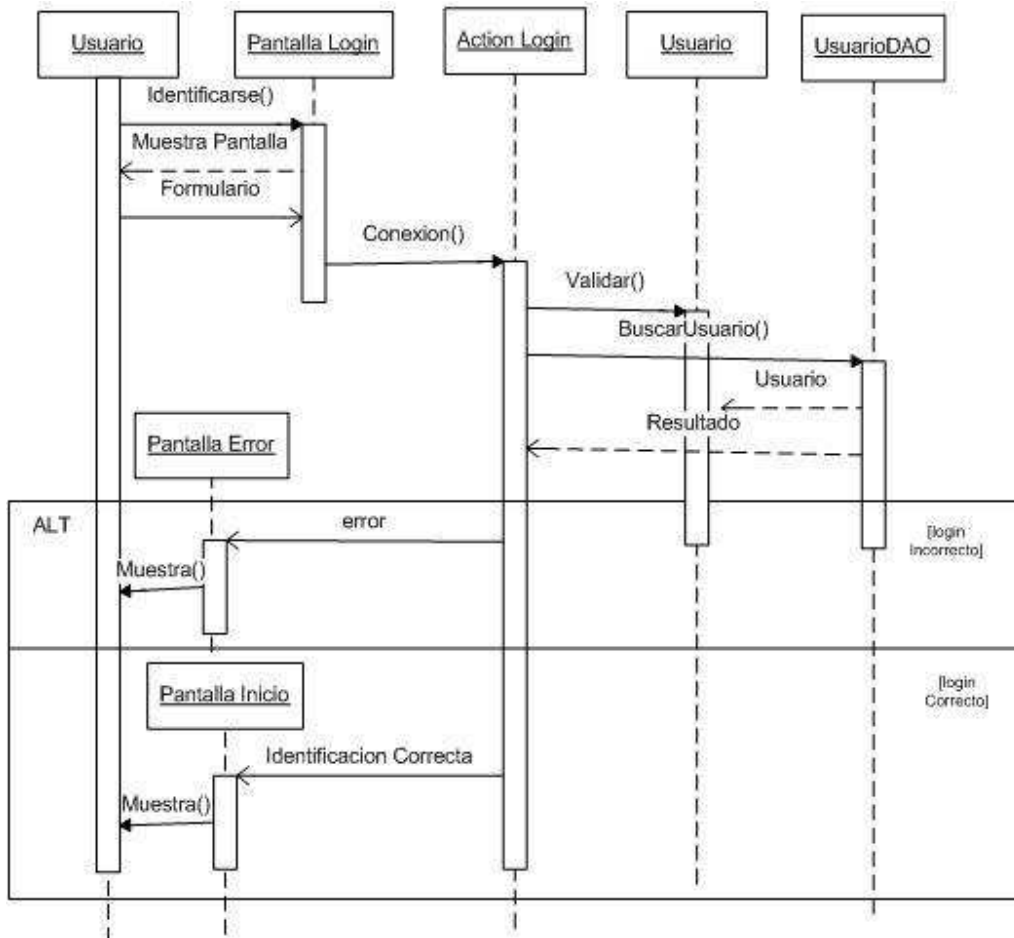 Usuario
Pantalla Login
Action Login
Usuario
UsuarioDAO
Identificarse()
Muestra Pantalla
Formulario
Conexion()
Validar()
BuscarUsuario()
Usuario
Resultado
Pantalla Error
ALT
error
[login
Incorrecto]
Muestra()
Pantalla Inicio
[login
Correcto]
Identificacion Correcta
Muestra()